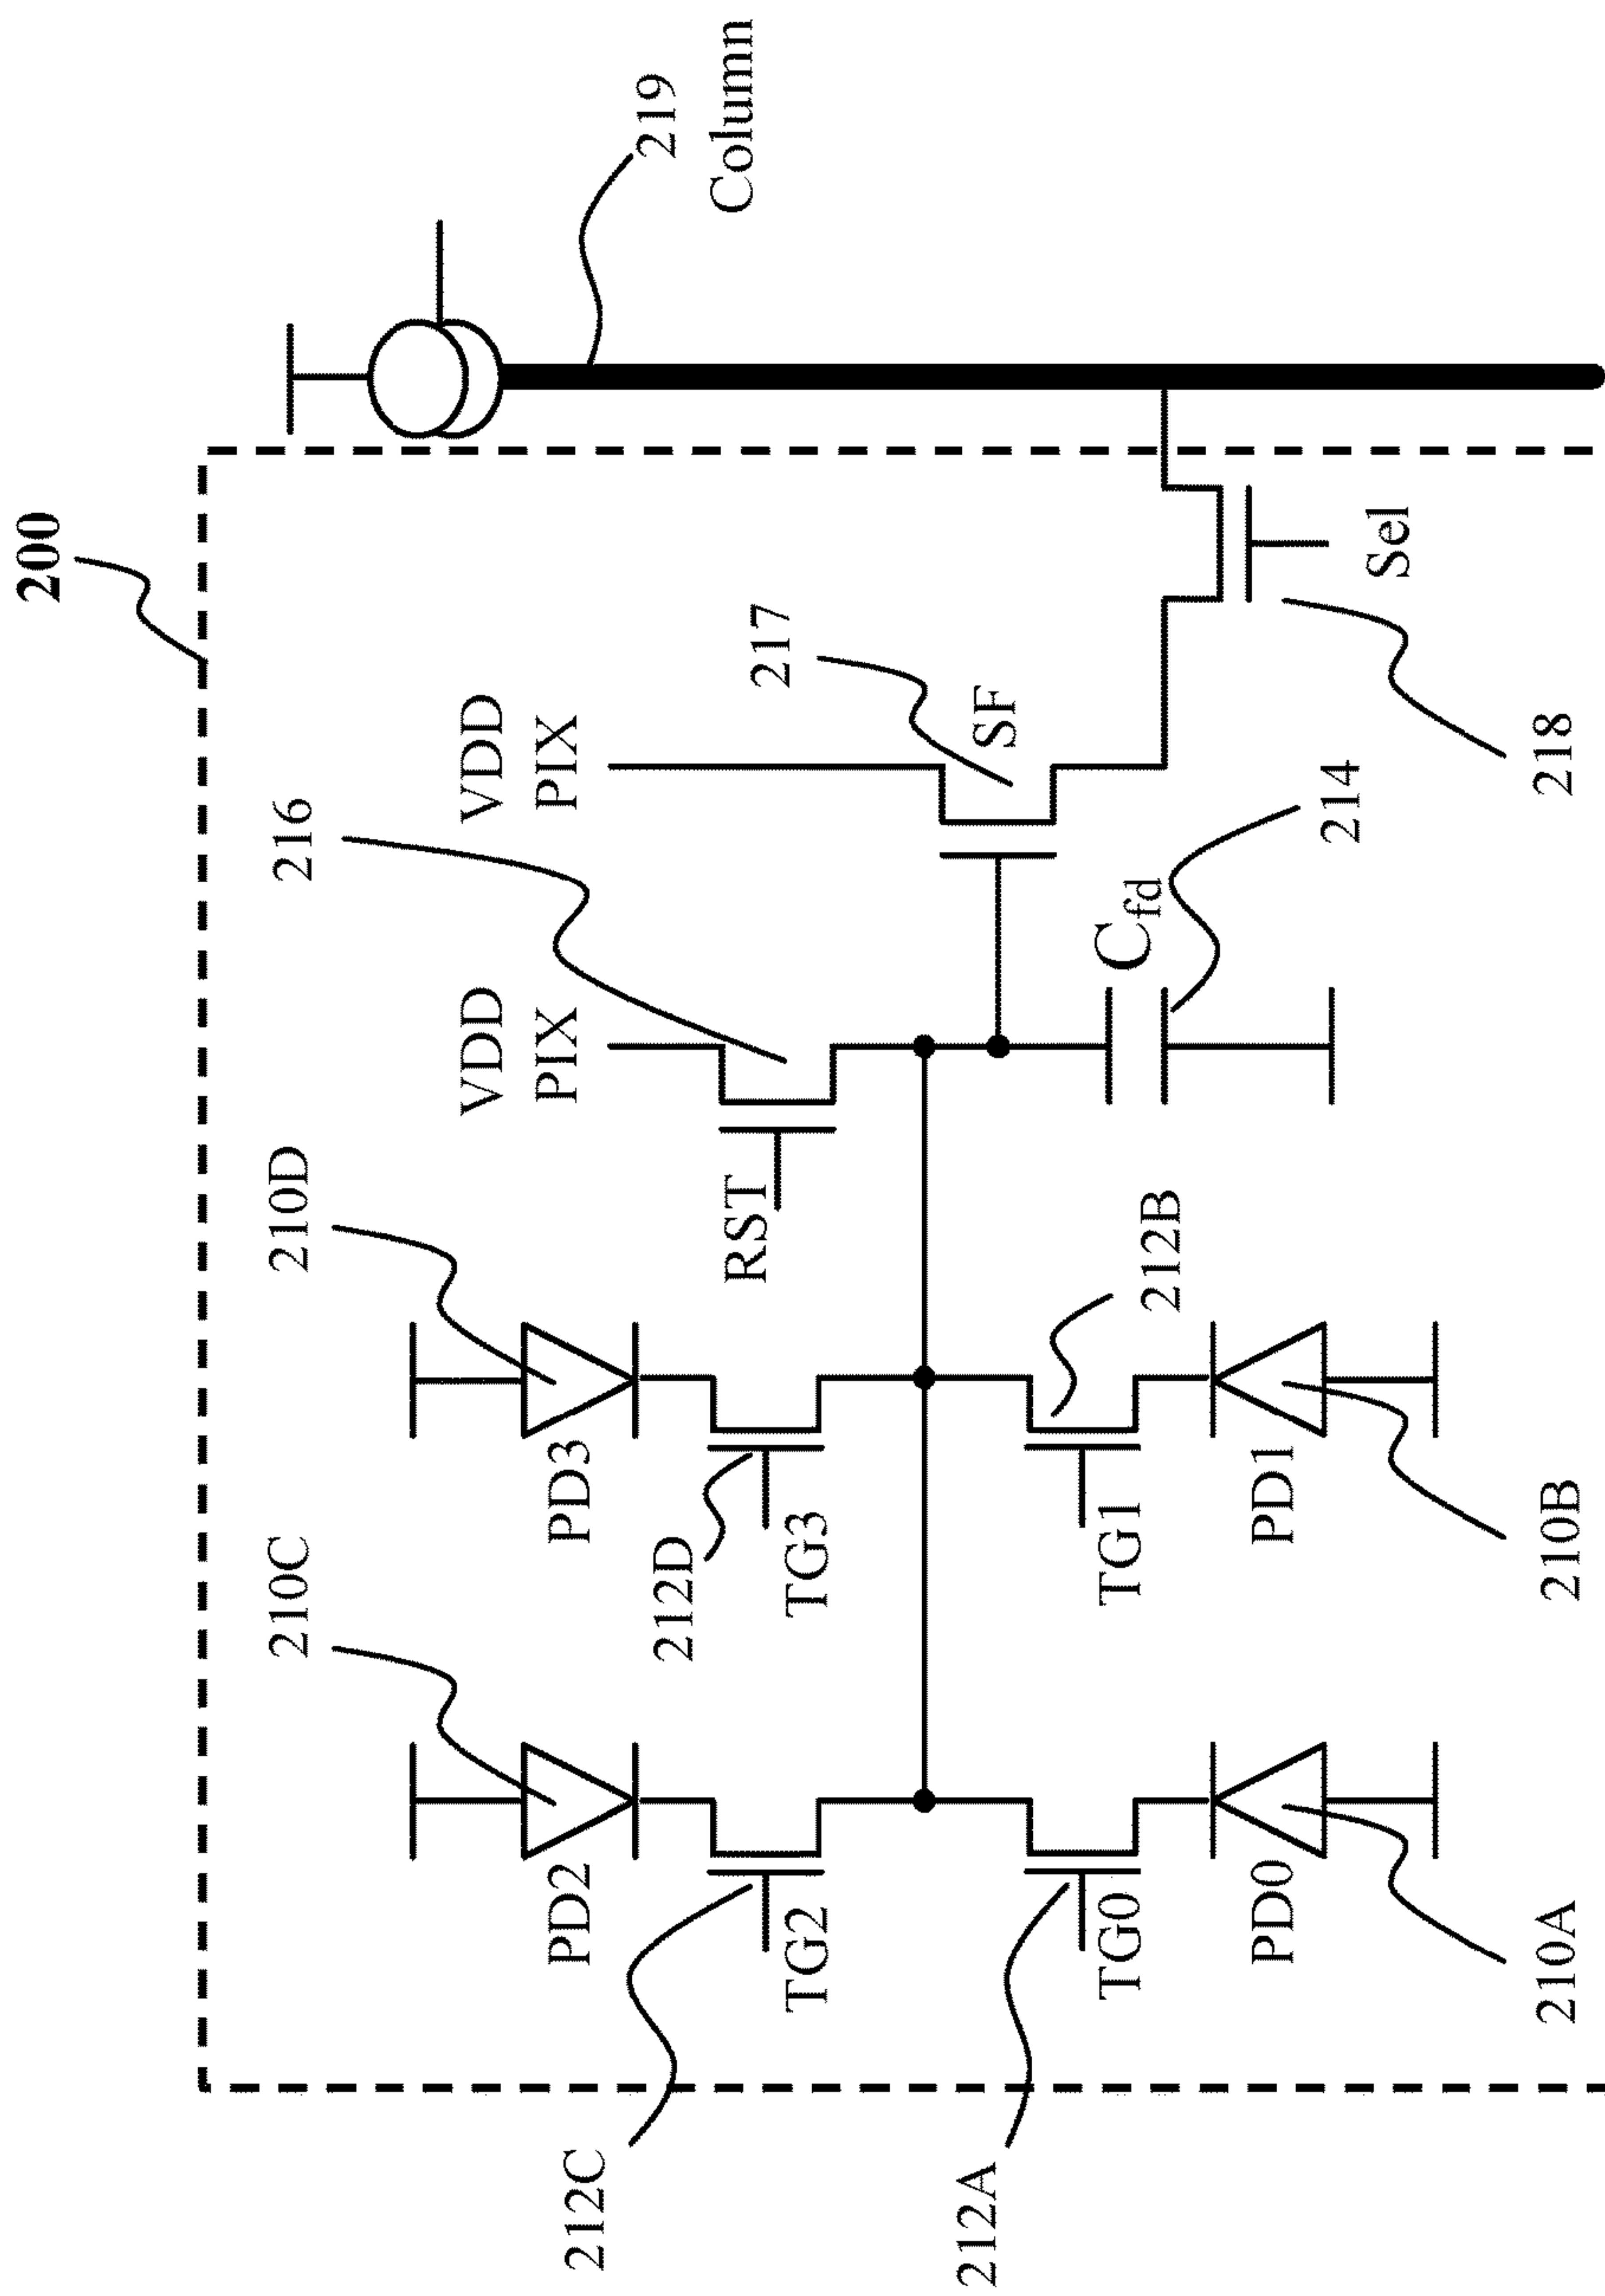 200
219
Column
VDD
PIX
217
216
VDD
PIX
SF
Sel
218
214
Cfd
RST
210D
210C
PD3
212D
TG3
212B
TG1
PD1
210B
PD2
TG2
212C
TG0
212A
PD0
210A